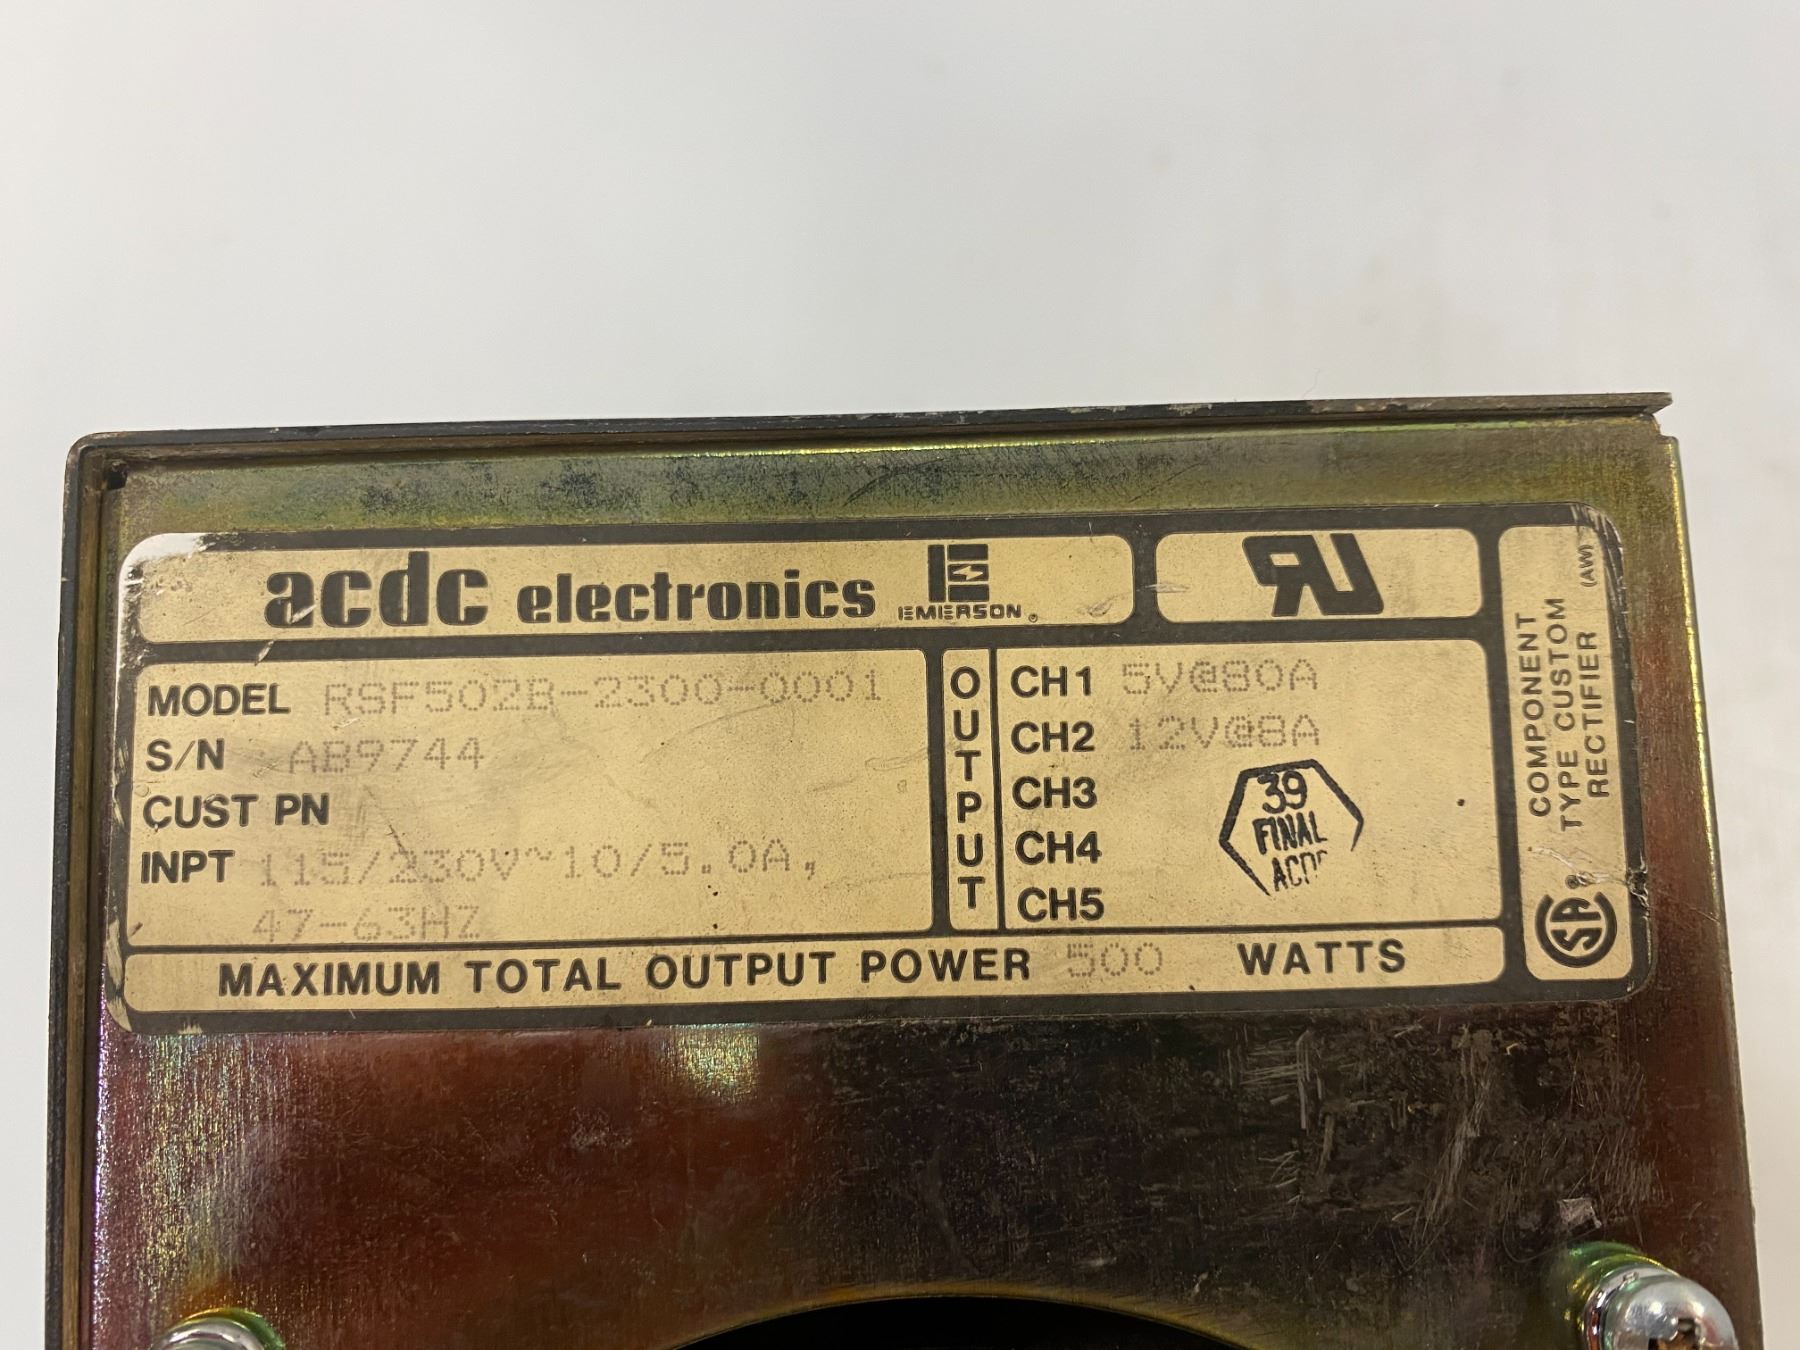 acdc electronics EMERSON®
MODEL RSF502B-2300-0001
S/N AB9744
CUST PN
INPT 115/230V~10/5.0A,
47-63HZ
OUTPUT
CH1 5V@80A
CH2 12V@8A
CH3
CH4
CH5
39
FINAL
MAXIMUM TOTAL OUTPUT POWER 500 WATTS
COMPONENT
TYPE CUSTOM
RECTIFIER (AW)
SA